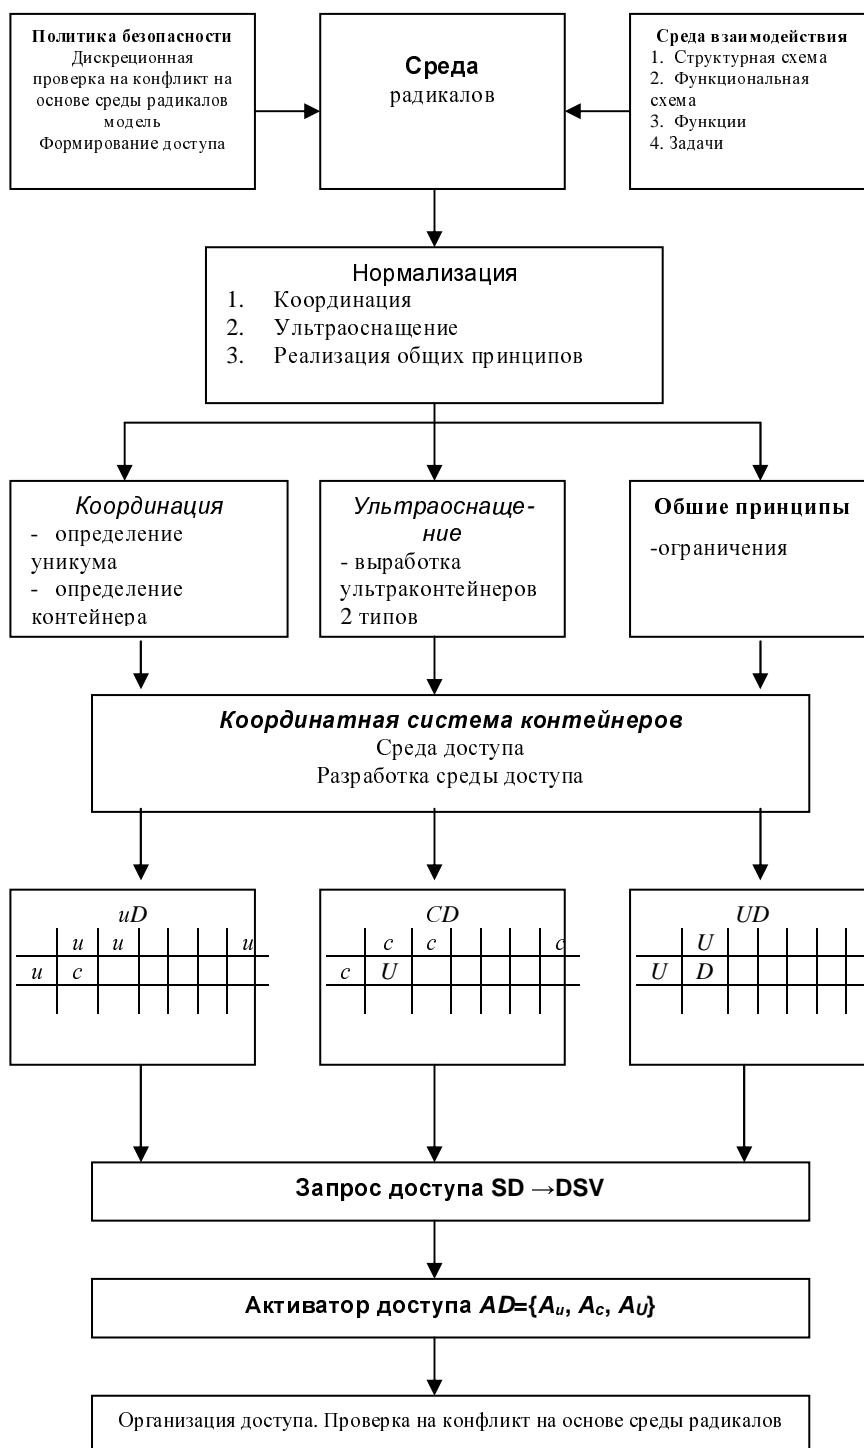 Политика безопасности
Дискреционная
проверка на конфликт на
основе среды радикалов
модель
Формирование доступа
Среда
радикалов
Среда взаимодействия
1. Структурная схема
2. Функциональная
схема
3. Функции
4. Задачи
Нормализация
1. Координация
2. Ультраоснащение
3. Реализация общих принципов
Координация
- определение
уникума
- определение
контейнера
Ультраоснаще-
ние
- выработка
ультраконтейнеров
2 типов
Обшие принципы
-ограничения
Координатная система контейнеров
Среда доступа
Разработка среды доступа
uD
u u u
u c
CD
c c c
c U
UD
U
U D
Запрос доступа SD →DSV
Активатор доступа AD={Au, Ac, AU}
Организация доступа. Проверка на конфликт на основе среды радикалов